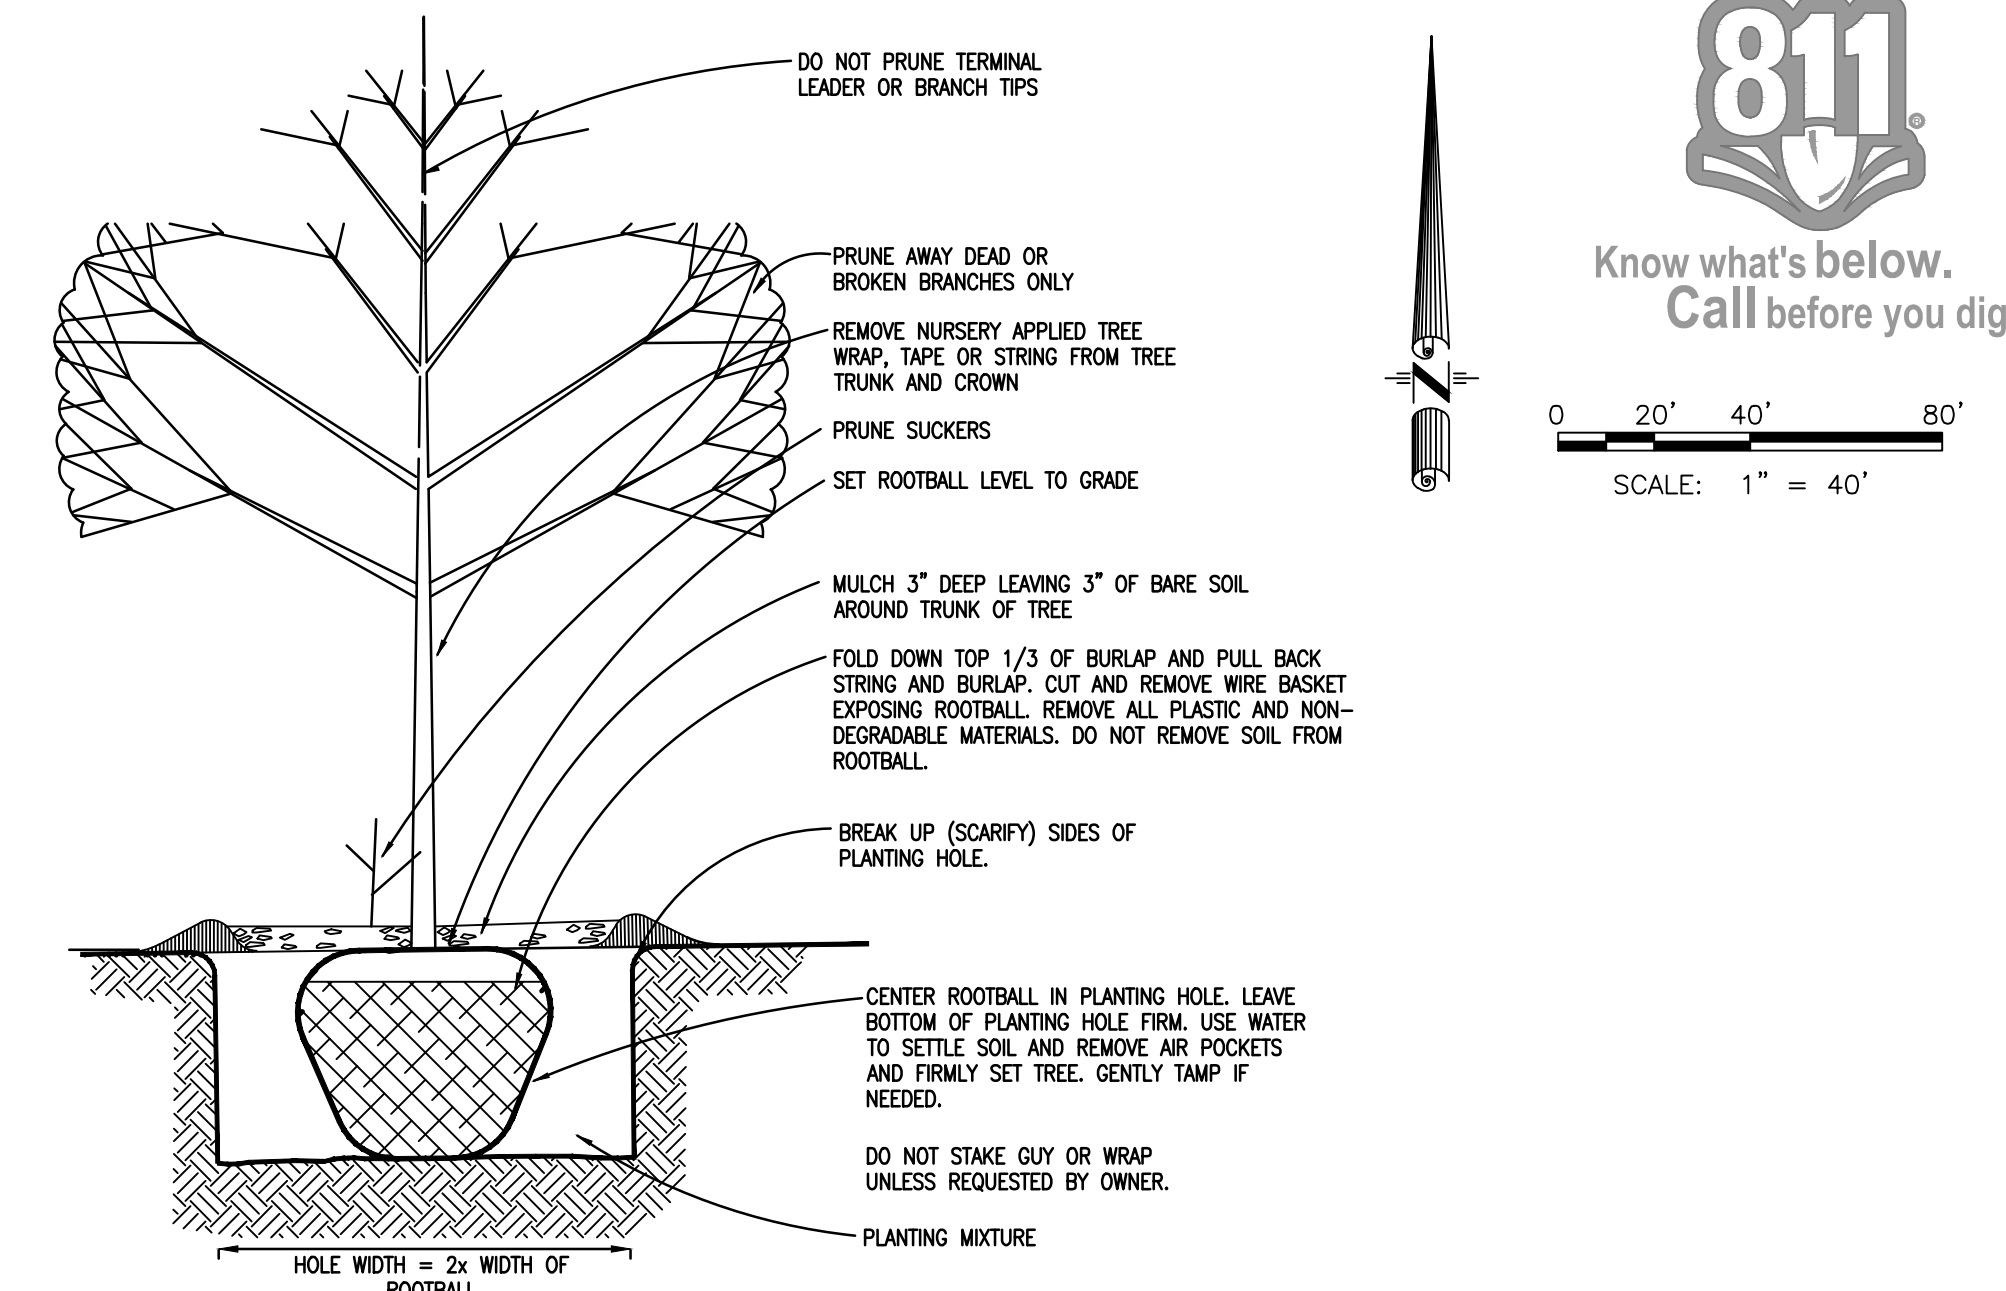 DO NOT PRUNE TERMINAL
LEADER OR BRANCH TIPS
PRUNE AWAY DEAD OR
BROKEN BRANCHES ONLY
REMOVE NURSERY APPLIED TREE
WRAP, TAPE OR STRING FROM TREE
TRUNK AND CROWN
PRUNE SUCKERS
SET ROOTBALL LEVEL TO GRADE
MULCH 3" DEEP LEAVING 3" OF BARE SOIL
AROUND TRUNK OF TREE
FOLD DOWN TOP 1/3 OF BURLAP AND PULL BACK
STRING AND BURLAP. CUT AND REMOVE WIRE BASKET
EXPOSING ROOTBALL. REMOVE ALL PLASTIC AND NON-
DEGRADABLE MATERIALS. DO NOT REMOVE SOIL FROM
ROOTBALL.
BREAK UP (SCARIFY) SIDES OF
PLANTING HOLE.
CENTER ROOTBALL IN PLANTING HOLE. LEAVE
BOTTOM OF PLANTING HOLE FIRM. USE WATER
TO SETTLE SOIL AND REMOVE AIR POCKETS
AND FIRMLY SET TREE. GENTLY TAMP IF
NEEDED.
DO NOT STAKE GUY OR WRAP
UNLESS REQUESTED BY OWNER.
PLANTING MIXTURE
HOLE WIDTH = 2x WIDTH OF
ROOTBALL
N
811®
Know what's below.
Call before you dig
0 20' 40' 80'
SCALE: 1" = 40'